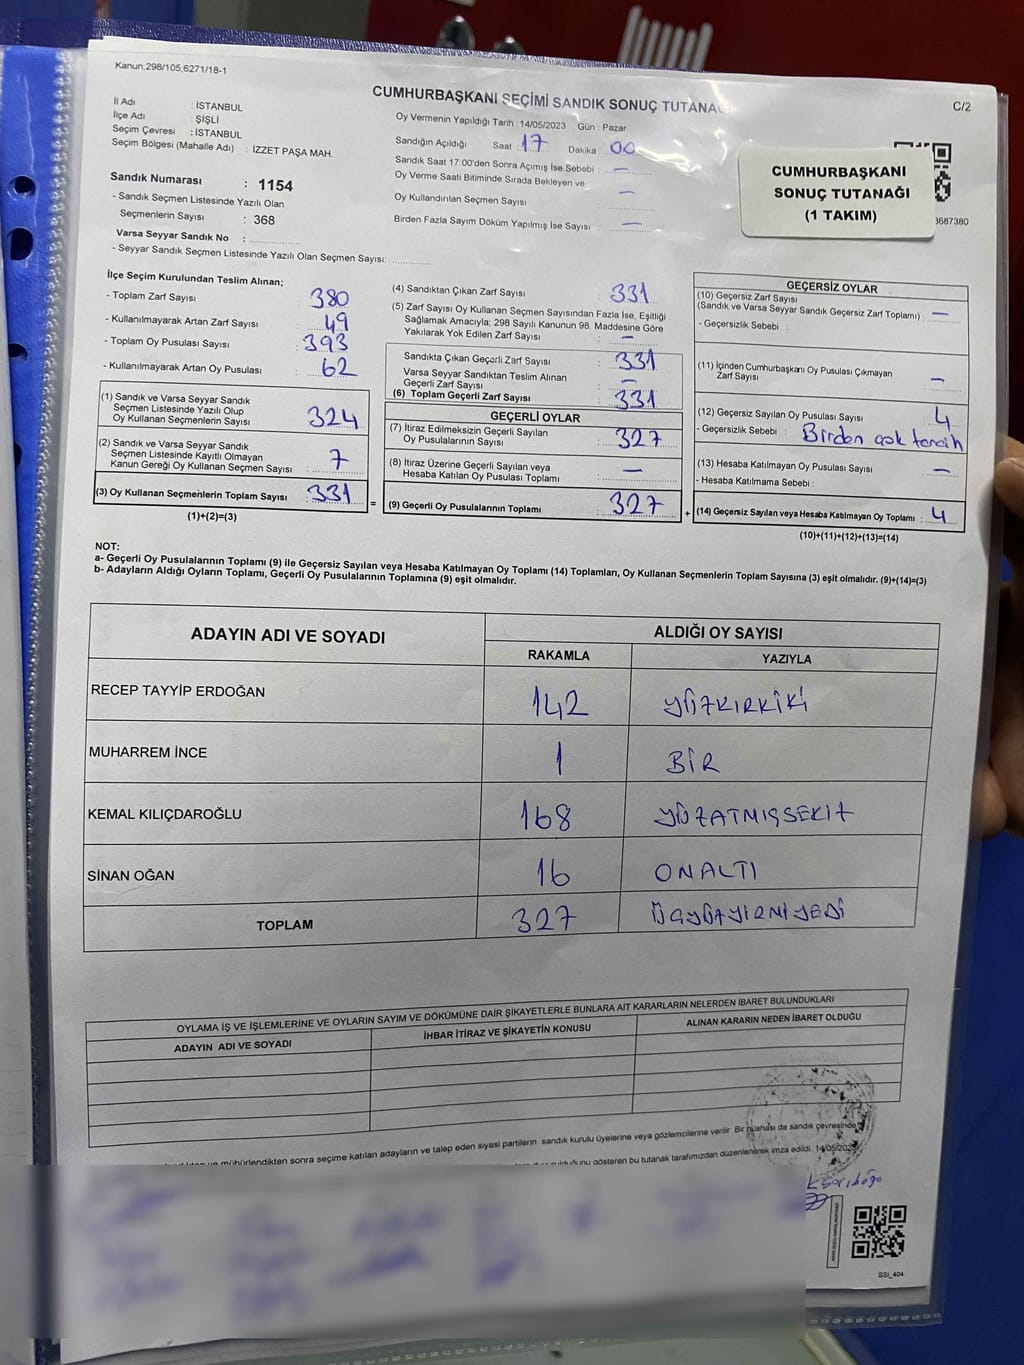 Kanun;298/105;6271/18-1
CUMHURBAŞKANI SEÇİMİ SANDIK SONUÇ TUTANAĞ
C/2
İl Adı : İSTANBUL
İlçe Adı : ŞİŞLİ
Seçim Çevresi : İSTANBUL
Seçim Bölgesi (Mahalle Adı) : İZZET PAŞA MAH.
Sandık Numarası : 1154
- Sandık Seçmen Listesinde Yazılı Olan
Seçmenlerin Sayısı : 368
Varsa Seyyar Sandık No :
- Seyyar Sandık Seçmen Listesinde Yazılı Olan Seçmen Sayısı:
Oy Vermenin Yapıldığı Tarih : 14/05/2023 Gün : Pazar
Sandığın Açıldığı Saat 17 Dakika : 00
Sandık Saat 17:00'den Sonra Açımış İse Sebebi : —
Oy Verme Saati Bitiminde Sırada Bekleyen ve
Oy Kullandırılan Seçmen Sayısı : —
Birden Fazla Sayım Döküm Yapılmış İse Sayısı : —
CUMHURBAŞKANI
SONUÇ TUTANAĞI
(1 TAKIM)
3687380
İlçe Seçim Kurulundan Teslim Alınan;
- Toplam Zarf Sayısı : 380
- Kullanılmayarak Artan Zarf Sayısı : 49
- Toplam Oy Pusulası Sayısı : 393
- Kullanılmayarak Artan Oy Pusulası : 62
(1) Sandık ve Varsa Seyyar Sandık
Seçmen Listesinde Yazılı Olup
Oy Kullanan Seçmenlerin Sayısı : 324
(2) Sandık ve Varsa Seyyar Sandık
Seçmen Listesinde Kayıtlı Olmayan
Kanun Gereği Oy Kullanan Seçmen Sayısı : 7
(3) Oy Kullanan Seçmenlerin Toplam Sayısı : 331 =
(1)+(2)=(3)
(4) Sandıktan Çıkan Zarf Sayısı : 331
(5) Zarf Sayısı Oy Kullanan Seçmen Sayısından Fazla İse, Eşitliği
Sağlamak Amacıyla; 298 Sayılı Kanunun 98. Maddesine Göre
Yakılarak Yok Edilen Zarf Sayısı : —
Sandıkta Çıkan Geçerli Zarf Sayısı : 331
Varsa Seyyar Sandıktan Teslim Alınan
Geçerli Zarf Sayısı : —
(6) Toplam Geçerli Zarf Sayısı : 331
GEÇERLİ OYLAR
(7) İtiraz Edilmeksizin Geçerli Sayılan
Oy Pusulalarının Sayısı : 327
(8) İtiraz Üzerine Geçerli Sayılan veya
Hesaba Katılan Oy Pusulası Toplamı : —
(9) Geçerli Oy Pusulalarının Toplamı : 327 +
GEÇERSİZ OYLAR
(10) Geçersiz Zarf Sayısı
(Sandık ve Varsa Seyyar Sandık Geçersiz Zarf Toplamı) : —
- Geçersizlik Sebebi :
(11) İçinden Cumhurbaşkanı Oy Pusulası Çıkmayan
Zarf Sayısı : —
(12) Geçersiz Sayılan Oy Pusulası Sayısı : 4
- Geçersizlik Sebebi : Birden çok tercih
(13) Hesaba Katılmayan Oy Pusulası Sayısı : —
- Hesaba Katılmama Sebebi :
(14) Geçersiz Sayılan veya Hesaba Katılmayan Oy Toplamı : 4
(10)+(11)+(12)+(13)=(14)
NOT:
a- Geçerli Oy Pusulalarının Toplamı (9) ile Geçersiz Sayılan veya Hesaba Katılmayan Oy Toplamı (14) Toplamları, Oy Kullanan Seçmenlerin Toplam Sayısına (3) eşit olmalıdır. (9)+(14)=(3)
b- Adayların Aldığı Oyların Toplamı, Geçerli Oy Pusulalarının Toplamına (9) eşit olmalıdır.
ADAYIN ADI VE SOYADI
ALDIĞI OY SAYISI
RAKAMLA YAZIYLA
RECEP TAYYİP ERDOĞAN 142 YÜZKIRKİKİ
MUHARREM İNCE 1 BİR
KEMAL KILIÇDAROĞLU 168 YÜZATMIŞSEKİZ
SİNAN OĞAN 16 ONALTI
TOPLAM 327 ÜÇYÜZYİRMİYEDİ
OYLAMA İŞ VE İŞLEMLERİNE VE OYLARIN SAYIM VE DÖKÜMÜNE DAİR ŞİKAYETLERLE BUNLARA AİT KARARLARIN NELERDEN İBARET BULUNDUKLARI
ADAYIN ADI VE SOYADI İHBAR İTİRAZ VE ŞİKAYETİN KONUSU ALINAN KARARIN NEDEN İBARET OLDUĞU
mühürlendikten sonra seçime katılan adayların ve talep eden siyasi partilerin sandık kurulu üyelerine veya gözlemcilerine verilir. Bir nüshası da sandık çevresinde
gösteren bu tutanak tarafımızdan düzenlenerek imza edildi. 14/05/2023
SSI_404